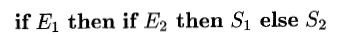 if E₁ then if E₂ then S₁ else S₂